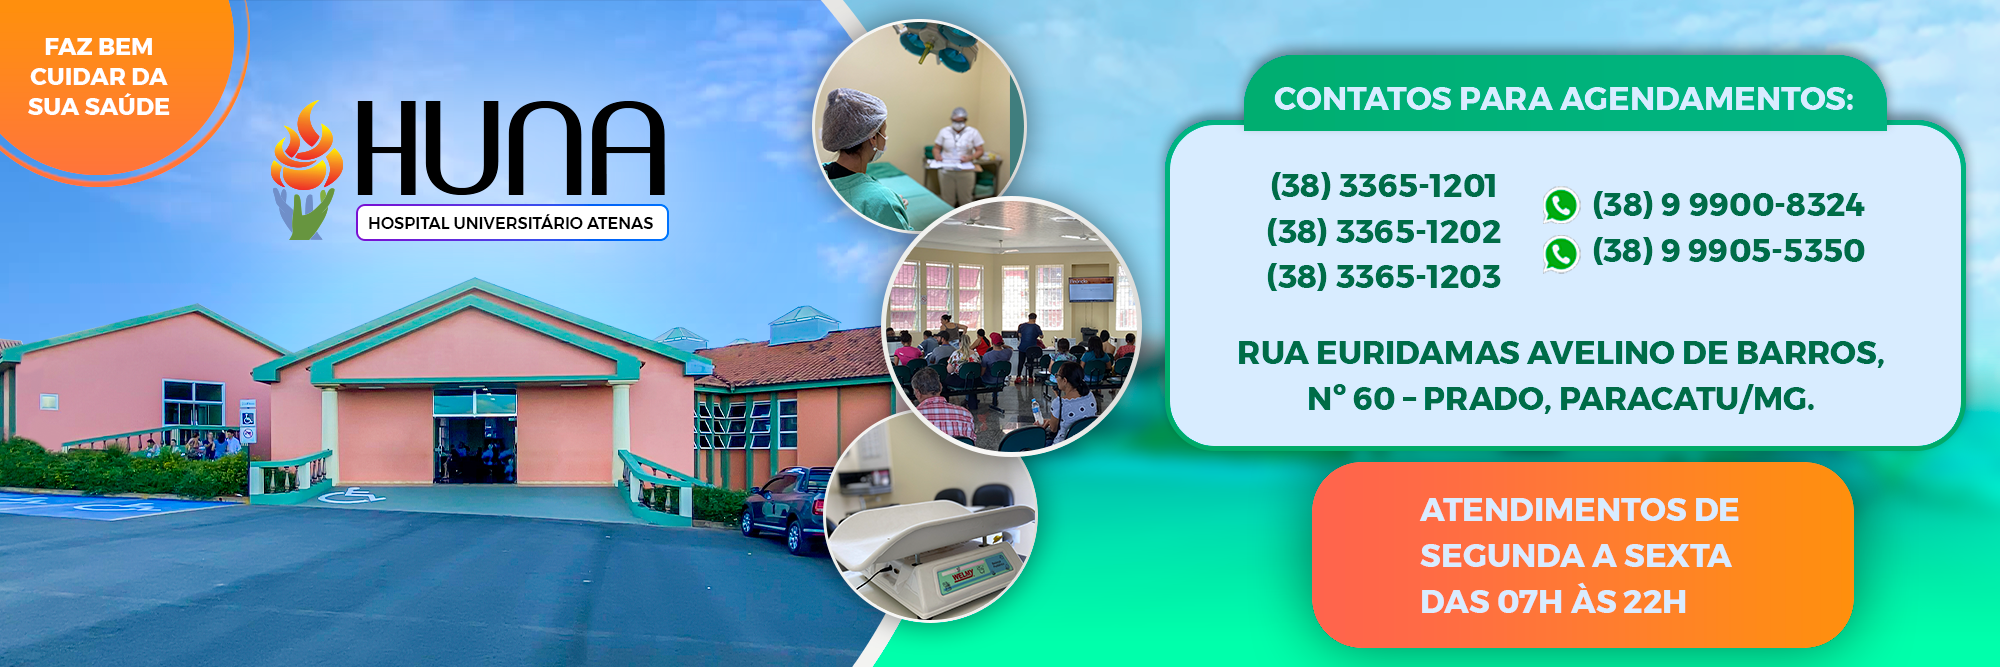 FAZ BEM
CUIDAR DA
SUA SAÚDE
HUNA
HOSPITAL UNIVERSITÁRIO ATENAS
WELMY
CONTATOS PARA AGENDAMENTOS:
(38) 3365-1201
(38) 3365-1202
(38) 3365-1203
(38) 9 9900-8324
(38) 9 9905-5350
RUA EURIDAMAS AVELINO DE BARROS,
Nº 60 – PRADO, PARACATU/MG.
ATENDIMENTOS DE
SEGUNDA A SEXTA
DAS 07H ÀS 22H